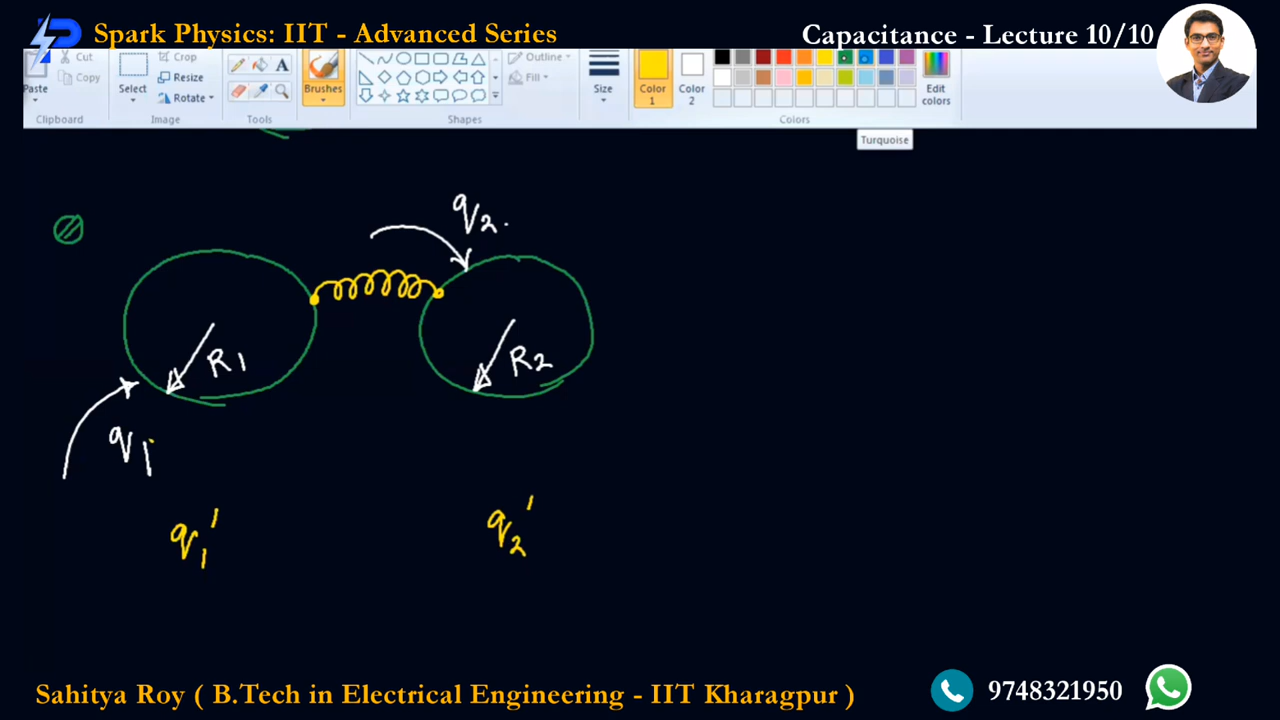 Spark Physics: IIT - Advanced Series
Capacitance - Lecture 10/10
Cut
Crop
Outline
Copy
Resize
Fill
Paste
Select
Rotate
Brushes
Size
Color 1
Color 2
Edit colors
Clipboard
Image
Tools
Shapes
Colors
Turquoise
q2.
R1
R2
q1
q1'
q2'
Sahitya Roy ( B.Tech in Electrical Engineering - IIT Kharagpur )
9748321950